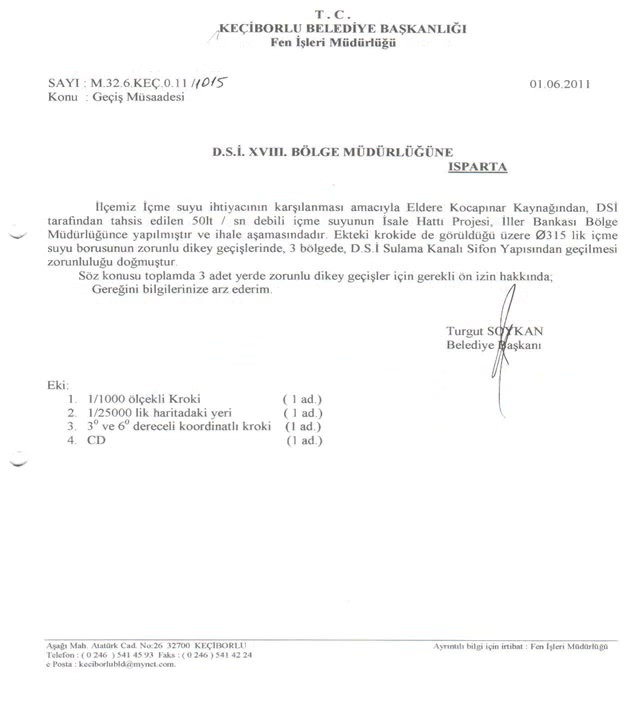 T. C.
KEÇİBORLU BELEDİYE BAŞKANLIĞI
Fen İşleri Müdürlüğü
SAYI : M.32.6.KEÇ.0.11 /1015
01.06.2011
Konu : Geçiş Müsaadesi
D.S.İ. XVIII. BÖLGE MÜDÜRLÜĞÜNE
ISPARTA
İlçemiz İçme suyu ihtiyacının karşılanması amacıyla Eldere Kocapınar Kaynağından, DSİ
tarafından tahsis edilen 50lt / sn debili içme suyunun İsale Hattı Projesi, İller Bankası Bölge
Müdürlüğünce yapılmıştır ve ihale aşamasındadır. Ekteki krokide de görüldüğü üzere Ø315 lik içme
suyu borusunun zorunlu dikey geçişlerinde, 3 bölgede, D.S.İ Sulama Kanalı Sifon Yapısından geçilmesi
zorunluluğu doğmuştur.
Söz konusu toplamda 3 adet yerde zorunlu dikey geçişler için gerekli ön izin hakkında;
Gereğini bilgilerinize arz ederim.
Turgut SOYKAN
Belediye Başkanı
Eki:
1. 1/1000 ölçekli Kroki ( 1 ad.)
2. 1/25000 lik haritadaki yeri ( 1 ad.)
3. 3⁰ ve 6⁰ dereceli koordinatlı kroki (1 ad.)
4. CD (1 ad.)
Aşağı Mah. Atatürk Cad. No:26 32700 KEÇİBORLU
Ayrıntılı bilgi için irtibat : Fen İşleri Müdürlüğü
Telefon : ( 0 246 ) 541 45 93 Faks : ( 0 246 ) 541 42 24
e Posta : keciborlubld@mynet.com.